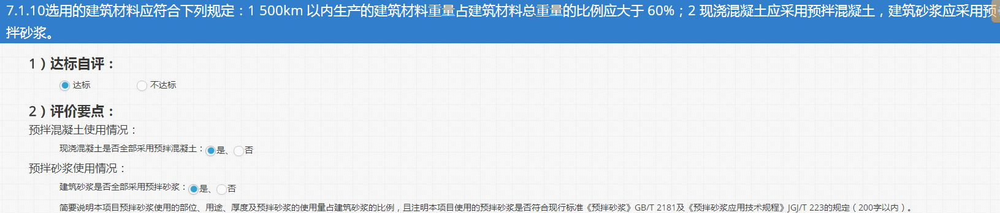 7.1.10选用的建筑材料应符合下列规定：1 500km 以内生产的建筑材料重量占建筑材料总重量的比例应大于 60%；2 现浇混凝土应采用预拌混凝土，建筑砂浆应采用预
拌砂浆。
1）达标自评：
达标 不达标
2）评价要点：
预拌混凝土使用情况：
现浇混凝土是否全部采用预拌混凝土：是、否
预拌砂浆使用情况：
建筑砂浆是否全部采用预拌砂浆：是、否
简要说明本项目预拌砂浆使用的部位、用途、厚度及预拌砂浆的使用量占建筑砂浆的比例，且注明本项目使用的预拌砂浆是否符合现行标准《预拌砂浆》GB/T 2181及《预拌砂浆应用技术规程》JGJ/T 223的规定（200字以内）。